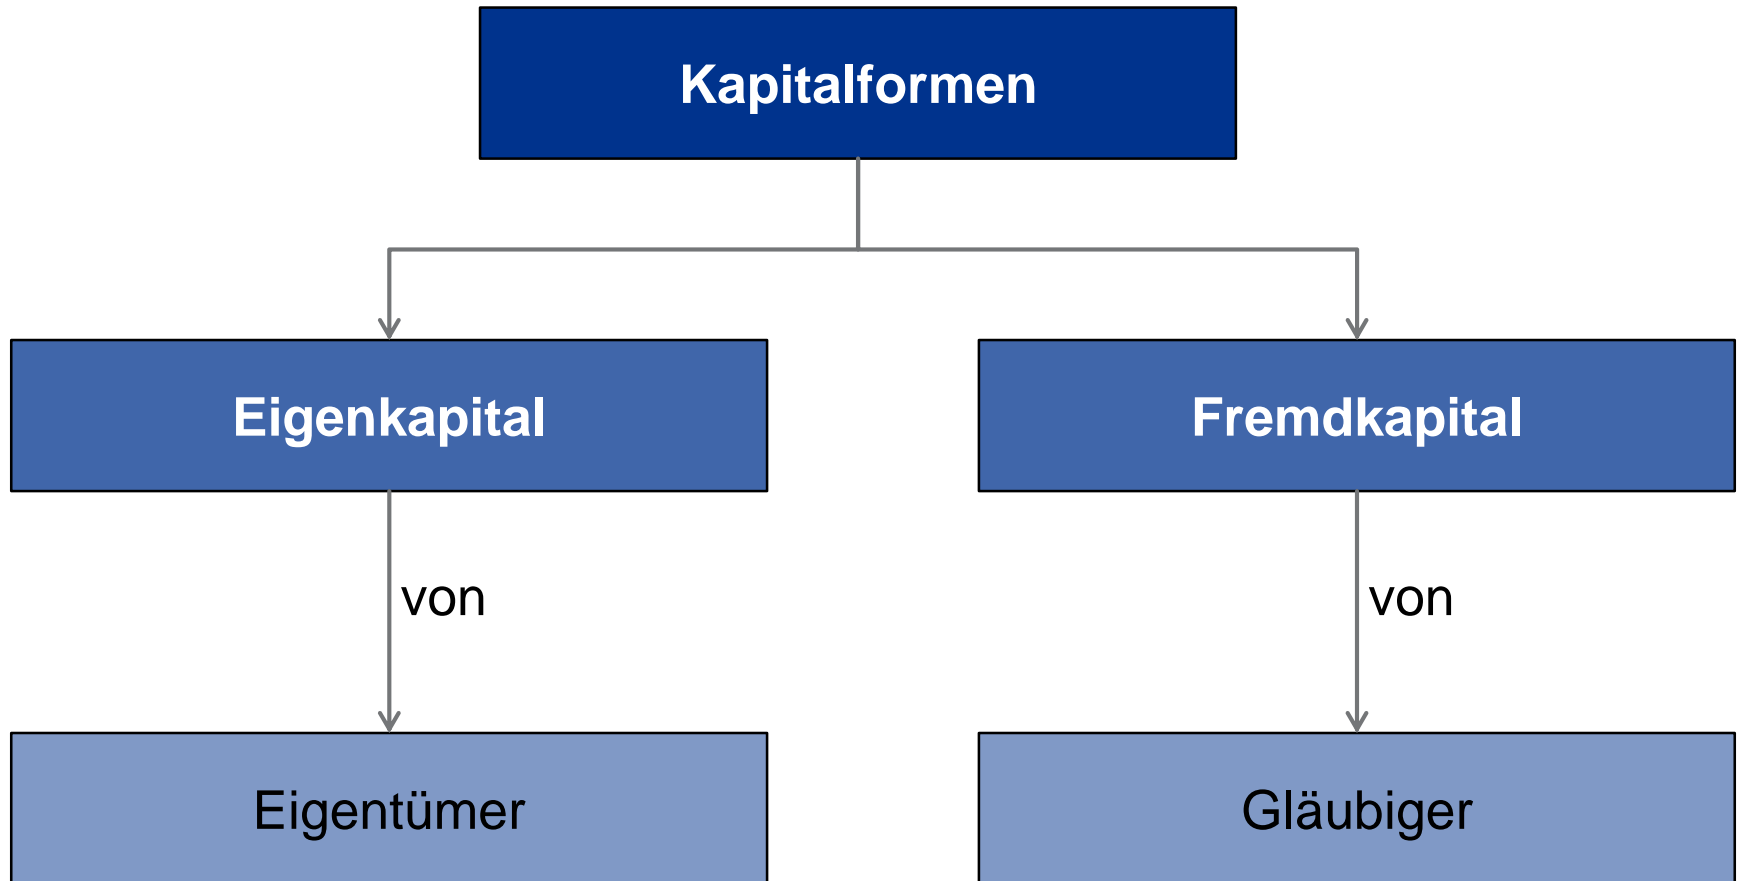 Kapitalformen
Eigenkapital
Fremdkapital
von
von
Eigentümer
Gläubiger